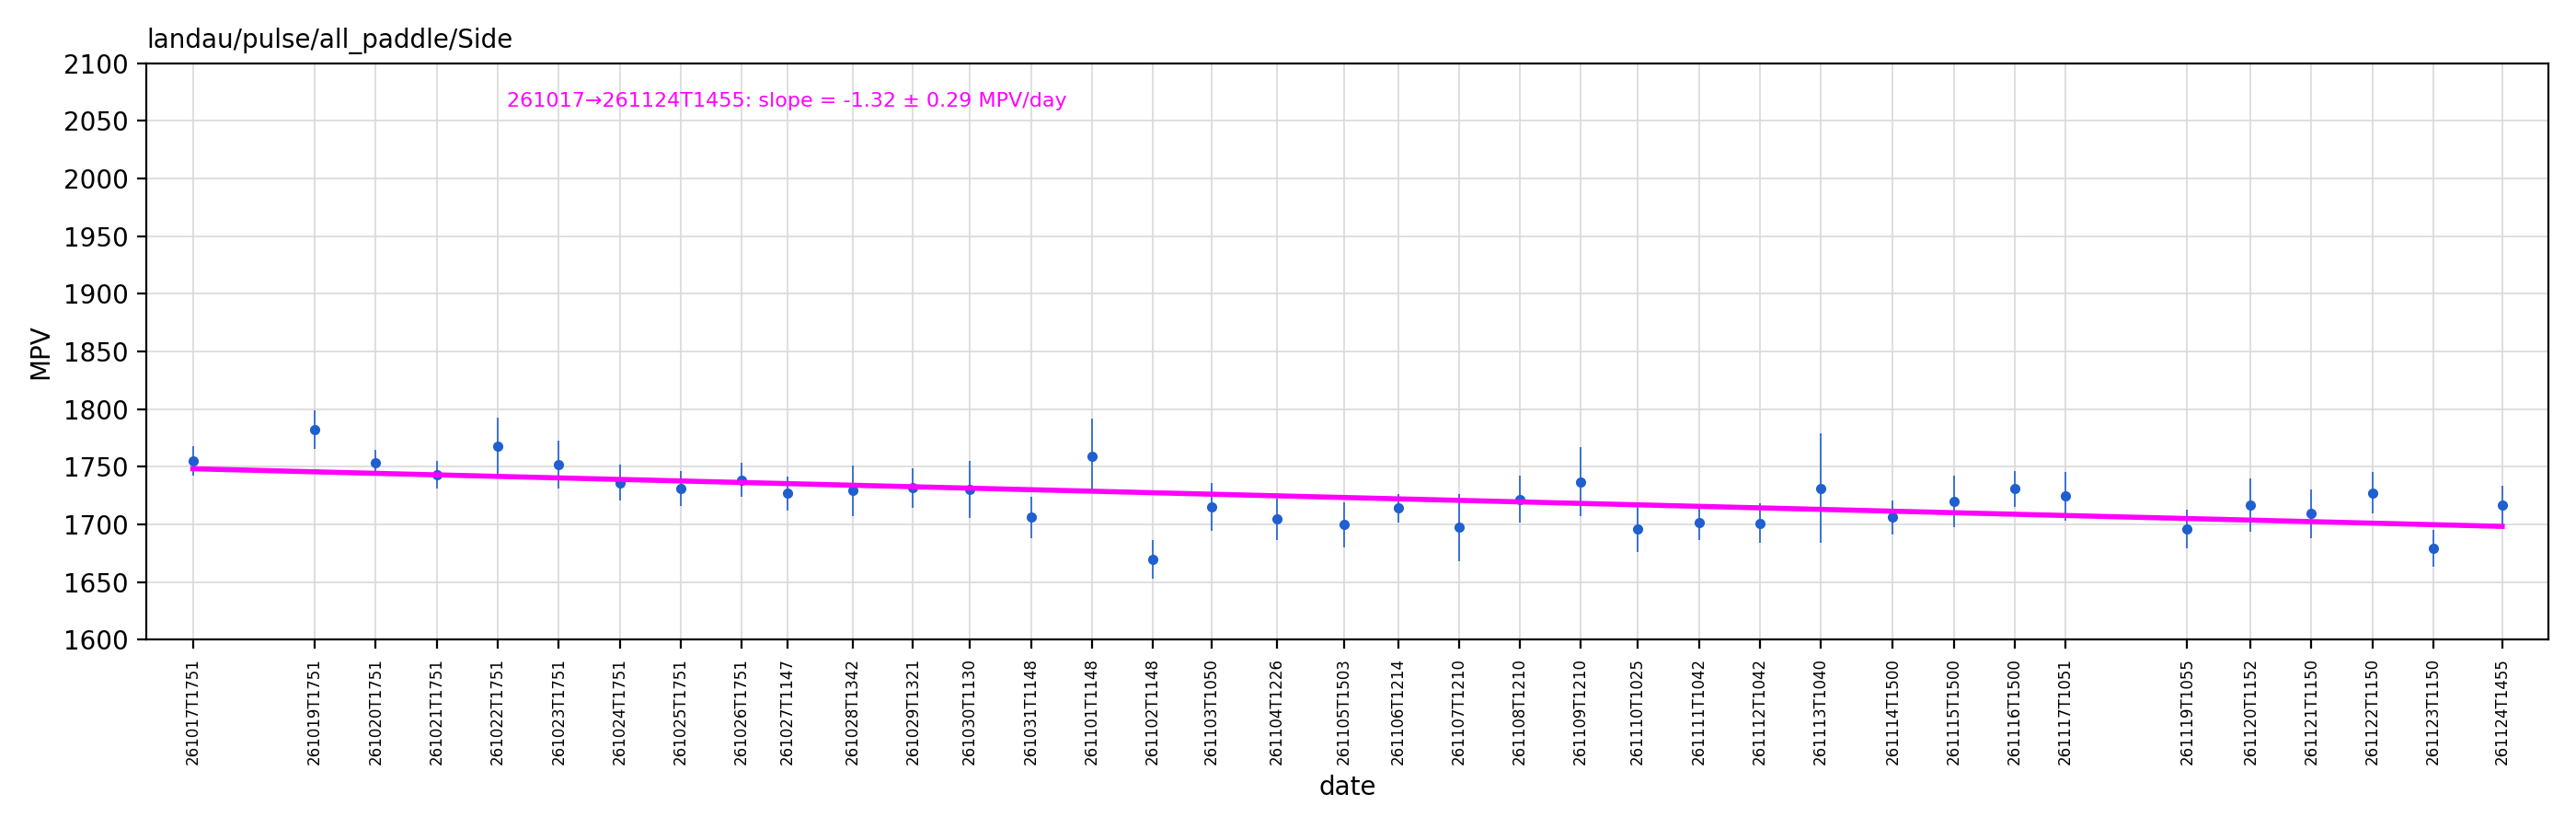 landau/pulse/all_paddle/Side
2100
2050
2000
1950
1900
1850
1800
1750
1700
1650
1600
MPV
261017→261124T1455: slope = -1.32 ± 0.29 MPV/day
261017T1751
261019T1751
261020T1751
261021T1751
261022T1751
261023T1751
261024T1751
261025T1751
261026T1751
261027T1147
261028T1342
261029T1321
261030T1130
261031T1148
261101T1148
261102T1148
261103T1050
261104T1226
261105T1503
261106T1214
261107T1210
261108T1210
261109T1210
261110T1025
261111T1042
261112T1042
261113T1040
261114T1500
261115T1500
261116T1500
261117T1051
261119T1055
261120T1152
261121T1150
261122T1150
261123T1150
261124T1455
date